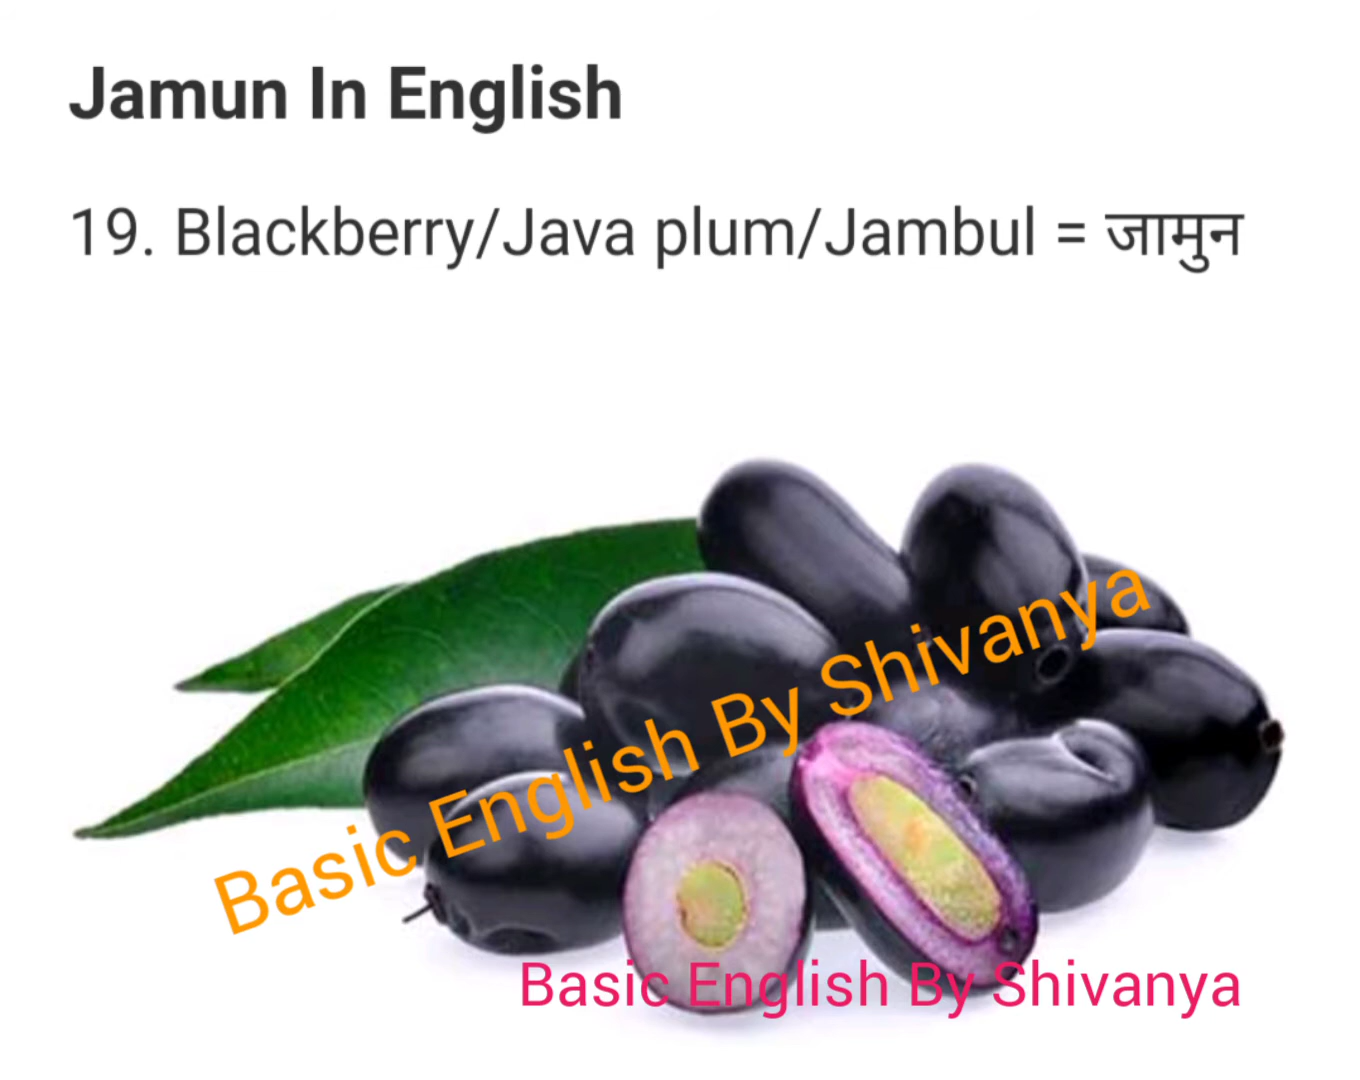 Jamun In English
19. Blackberry/Java plum/Jambul = जामुन
Basic English By Shivanya
Basic English By Shivanya